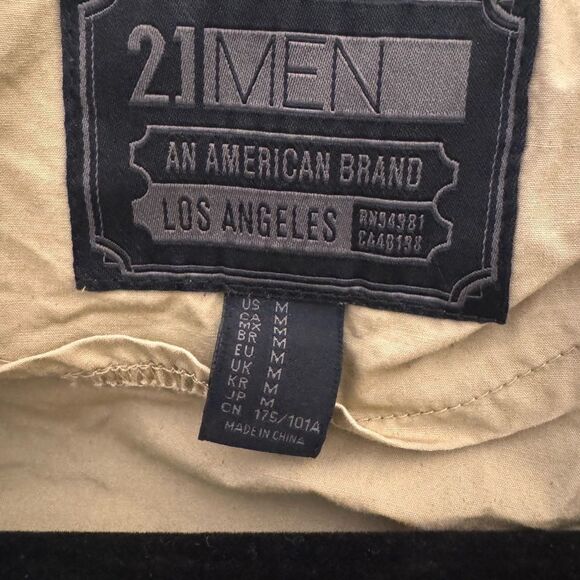 21MEN
AN AMERICAN BRAND
LOS ANGELES
RN94981
CA48198
US M
CA M
MX M
BR M
EU M
UK M
KR M
JP M
CN 175/101A
MADE IN CHINA